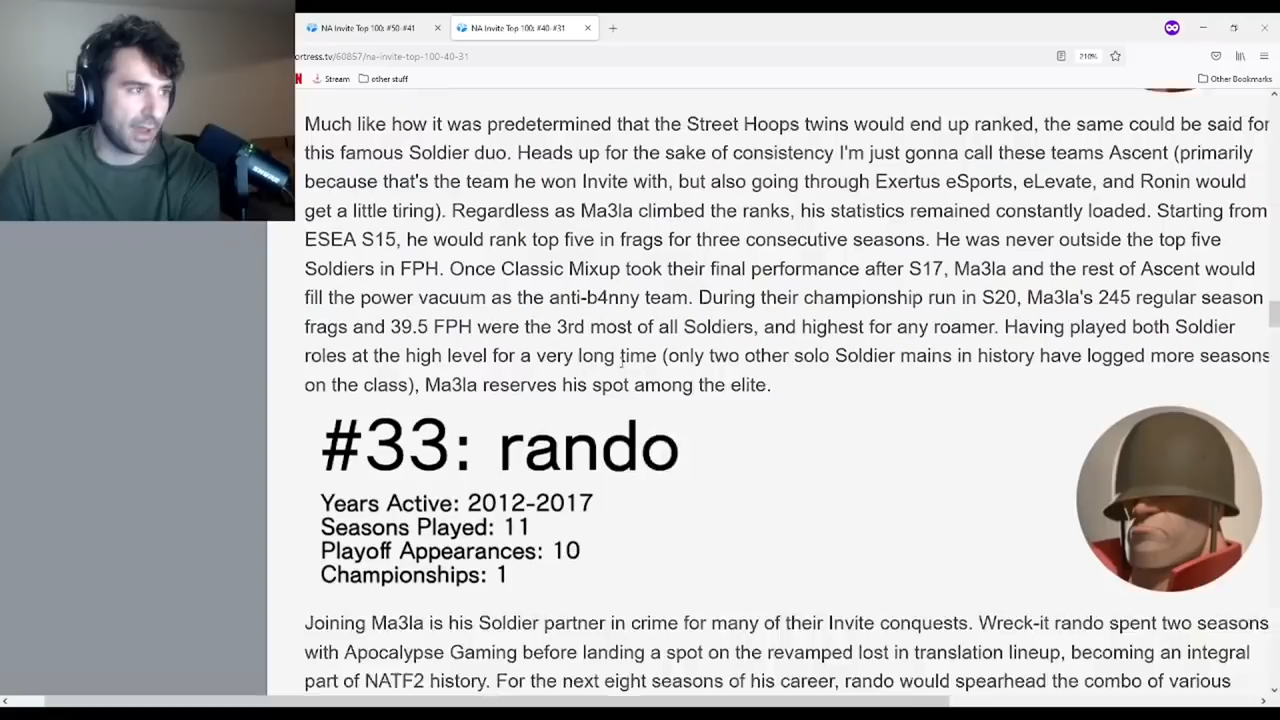 NA Invite Top 100: #50-#41
NA Invite Top 100: #40-#31
ortress.tv/60857/na-invite-top-100-40-31
210%
Stream
other stuff
Other Bookmarks
Much like how it was predetermined that the Street Hoops twins would end up ranked, the same could be said for
this famous Soldier duo. Heads up for the sake of consistency I'm just gonna call these teams Ascent (primarily
because that's the team he won Invite with, but also going through Exertus eSports, eLevate, and Ronin would
get a little tiring). Regardless as Ma3la climbed the ranks, his statistics remained constantly loaded. Starting from
ESEA S15, he would rank top five in frags for three consecutive seasons. He was never outside the top five
Soldiers in FPH. Once Classic Mixup took their final performance after S17, Ma3la and the rest of Ascent would
fill the power vacuum as the anti-b4nny team. During their championship run in S20, Ma3la's 245 regular season
frags and 39.5 FPH were the 3rd most of all Soldiers, and highest for any roamer. Having played both Soldier
roles at the high level for a very long time (only two other solo Soldier mains in history have logged more seasons
on the class), Ma3la reserves his spot among the elite.
#33: rando
Years Active: 2012-2017
Seasons Played: 11
Playoff Appearances: 10
Championships: 1
Joining Ma3la is his Soldier partner in crime for many of their Invite conquests. Wreck-it rando spent two seasons
with Apocalypse Gaming before landing a spot on the revamped lost in translation lineup, becoming an integral
part of NATF2 history. For the next eight seasons of his career, rando would spearhead the combo of various
SHURE